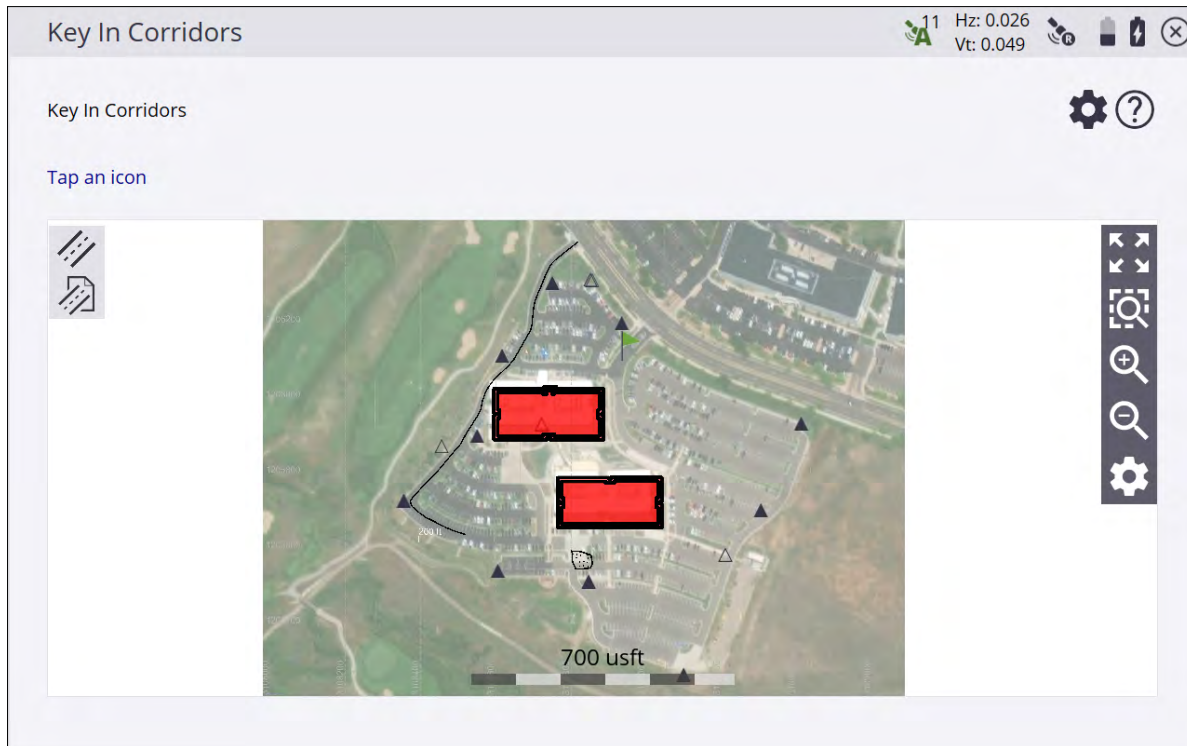 Key In Corridors
11
Hz: 0.026
Vt: 0.049
R
A
Key In Corridors
Tap an icon
200 ft
700 usft